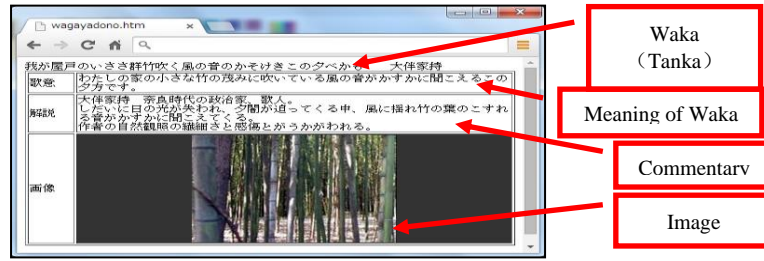 wagayadono.htm ×
我が屋戸のいささ群竹吹く風の音のかそけきこの夕べかも 大伴家持
歌意
わたしの家の小さな竹の茂みに吹いている風の音がかすかに聞こえるこの
夕方です。
解説
大伴家持 奈良時代の政治家、歌人。
しだいに日の光が失われ、夕闇が迫ってくる中、風に揺れ竹の葉のこすれ
る音がかすかに聞こえてくる。
作者の自然観照の繊細さと感傷とがうかがわれる。
画像
Waka
（Tanka）
Meaning of Waka
Commentary
Image